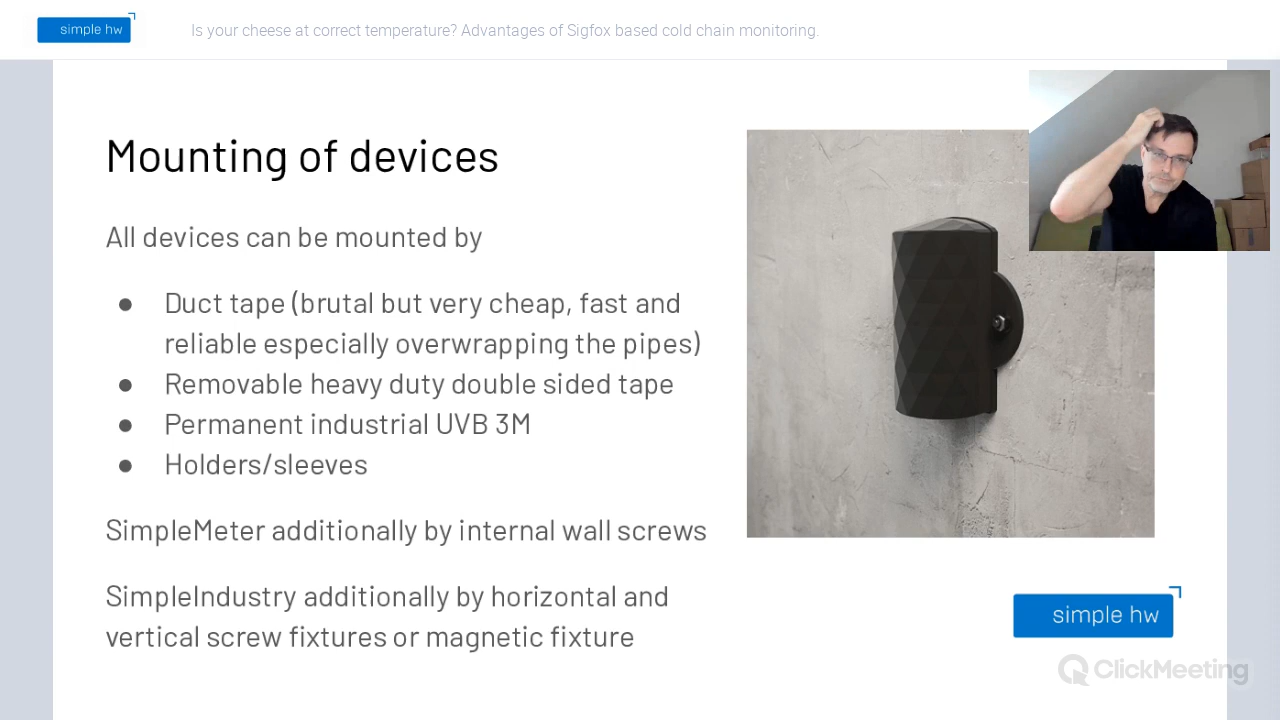 simple hw
Is your cheese at correct temperature? Advantages of Sigfox based cold chain monitoring.
Mounting of devices
All devices can be mounted by
● Duct tape (brutal but very cheap, fast and
reliable especially overwrapping the pipes)
● Removable heavy duty double sided tape
● Permanent industrial UVB 3M
● Holders/sleeves
SimpleMeter additionally by internal wall screws
SimpleIndustry additionally by horizontal and
vertical screw fixtures or magnetic fixture
simple hw
ClickMeeting